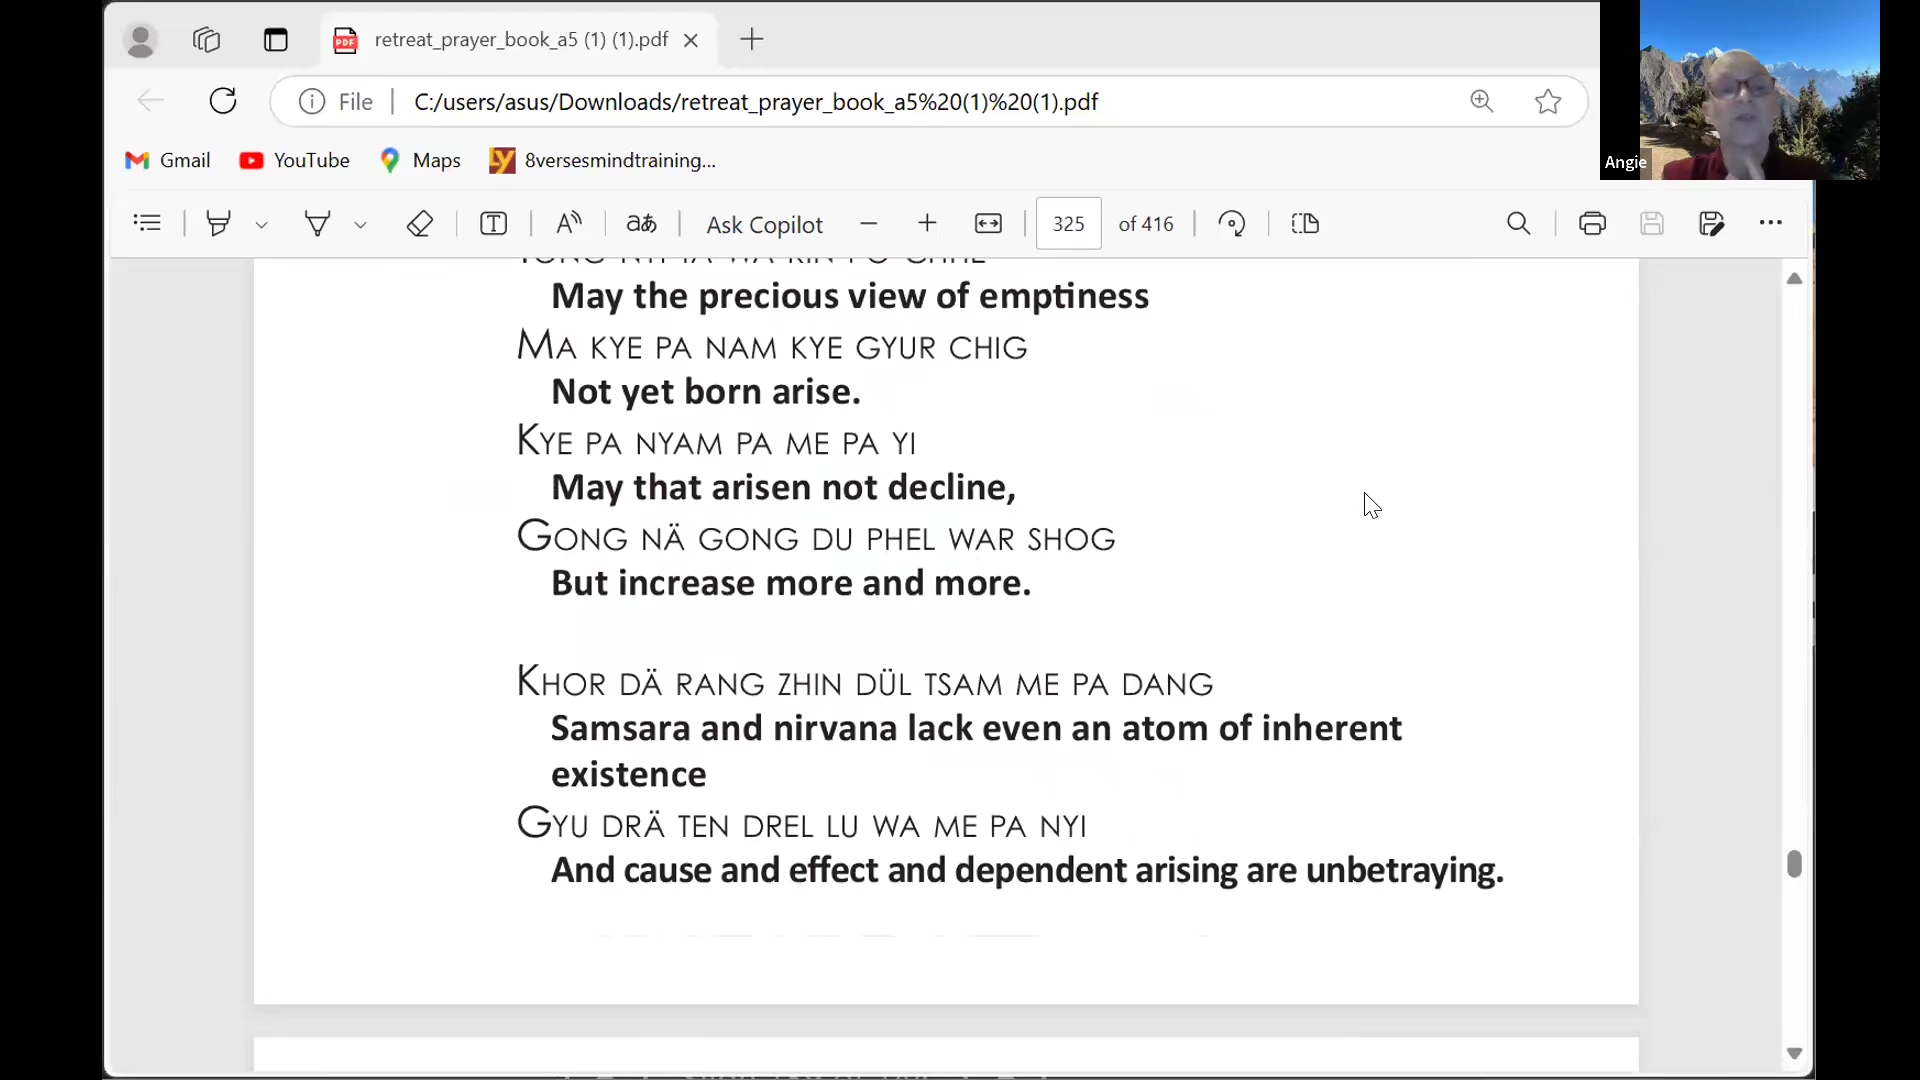 retreat_prayer_book_a5 (1) (1).pdf
File
C:/users/asus/Downloads/retreat_prayer_book_a5%20(1)%20(1).pdf
Angie
Gmail
YouTube
Maps
8versesmindtraining...
Ask Copilot
325
of 416
May the precious view of emptiness
MA KYE PA NAM KYE GYUR CHIG
Not yet born arise.
KYE PA NYAM PA ME PA YI
May that arisen not decline,
GONG NÄ GONG DU PHEL WAR SHOG
But increase more and more.
KHOR DÄ RANG ZHIN DÜL TSAM ME PA DANG
Samsara and nirvana lack even an atom of inherent
existence
GYU DRÄ TEN DREL LU WA ME PA NYI
And cause and effect and dependent arising are unbetraying.